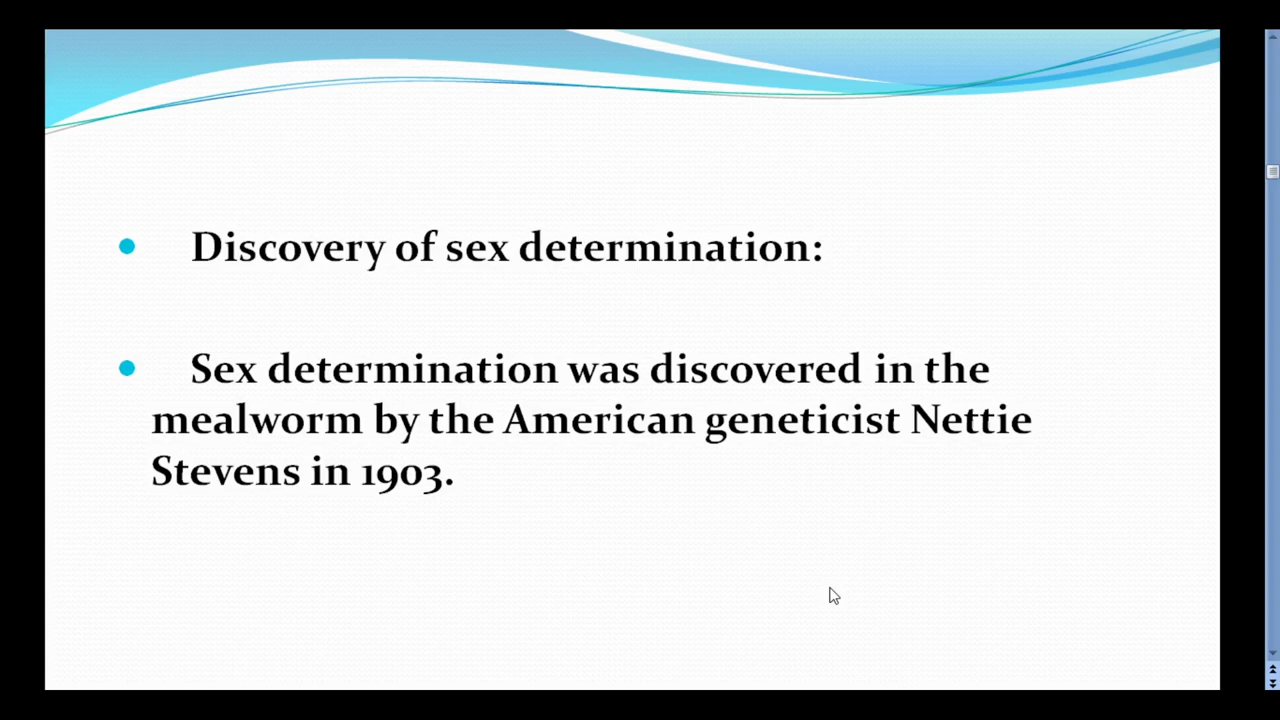 Discovery of sex determination:
Sex determination was discovered in the
mealworm by the American geneticist Nettie
Stevens in 1903.